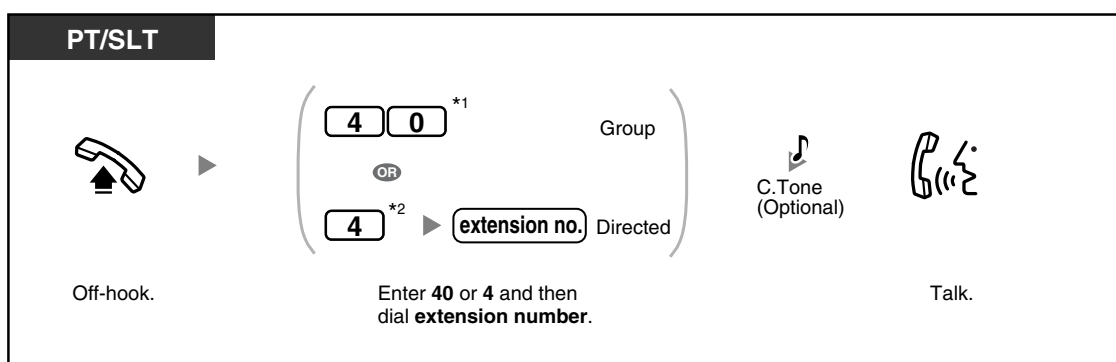 PT/SLT
4 0 *1 Group
OR
4 *2 extension no. Directed
C.Tone
(Optional)
Off-hook.
Enter 40 or 4 and then
dial extension number.
Talk.